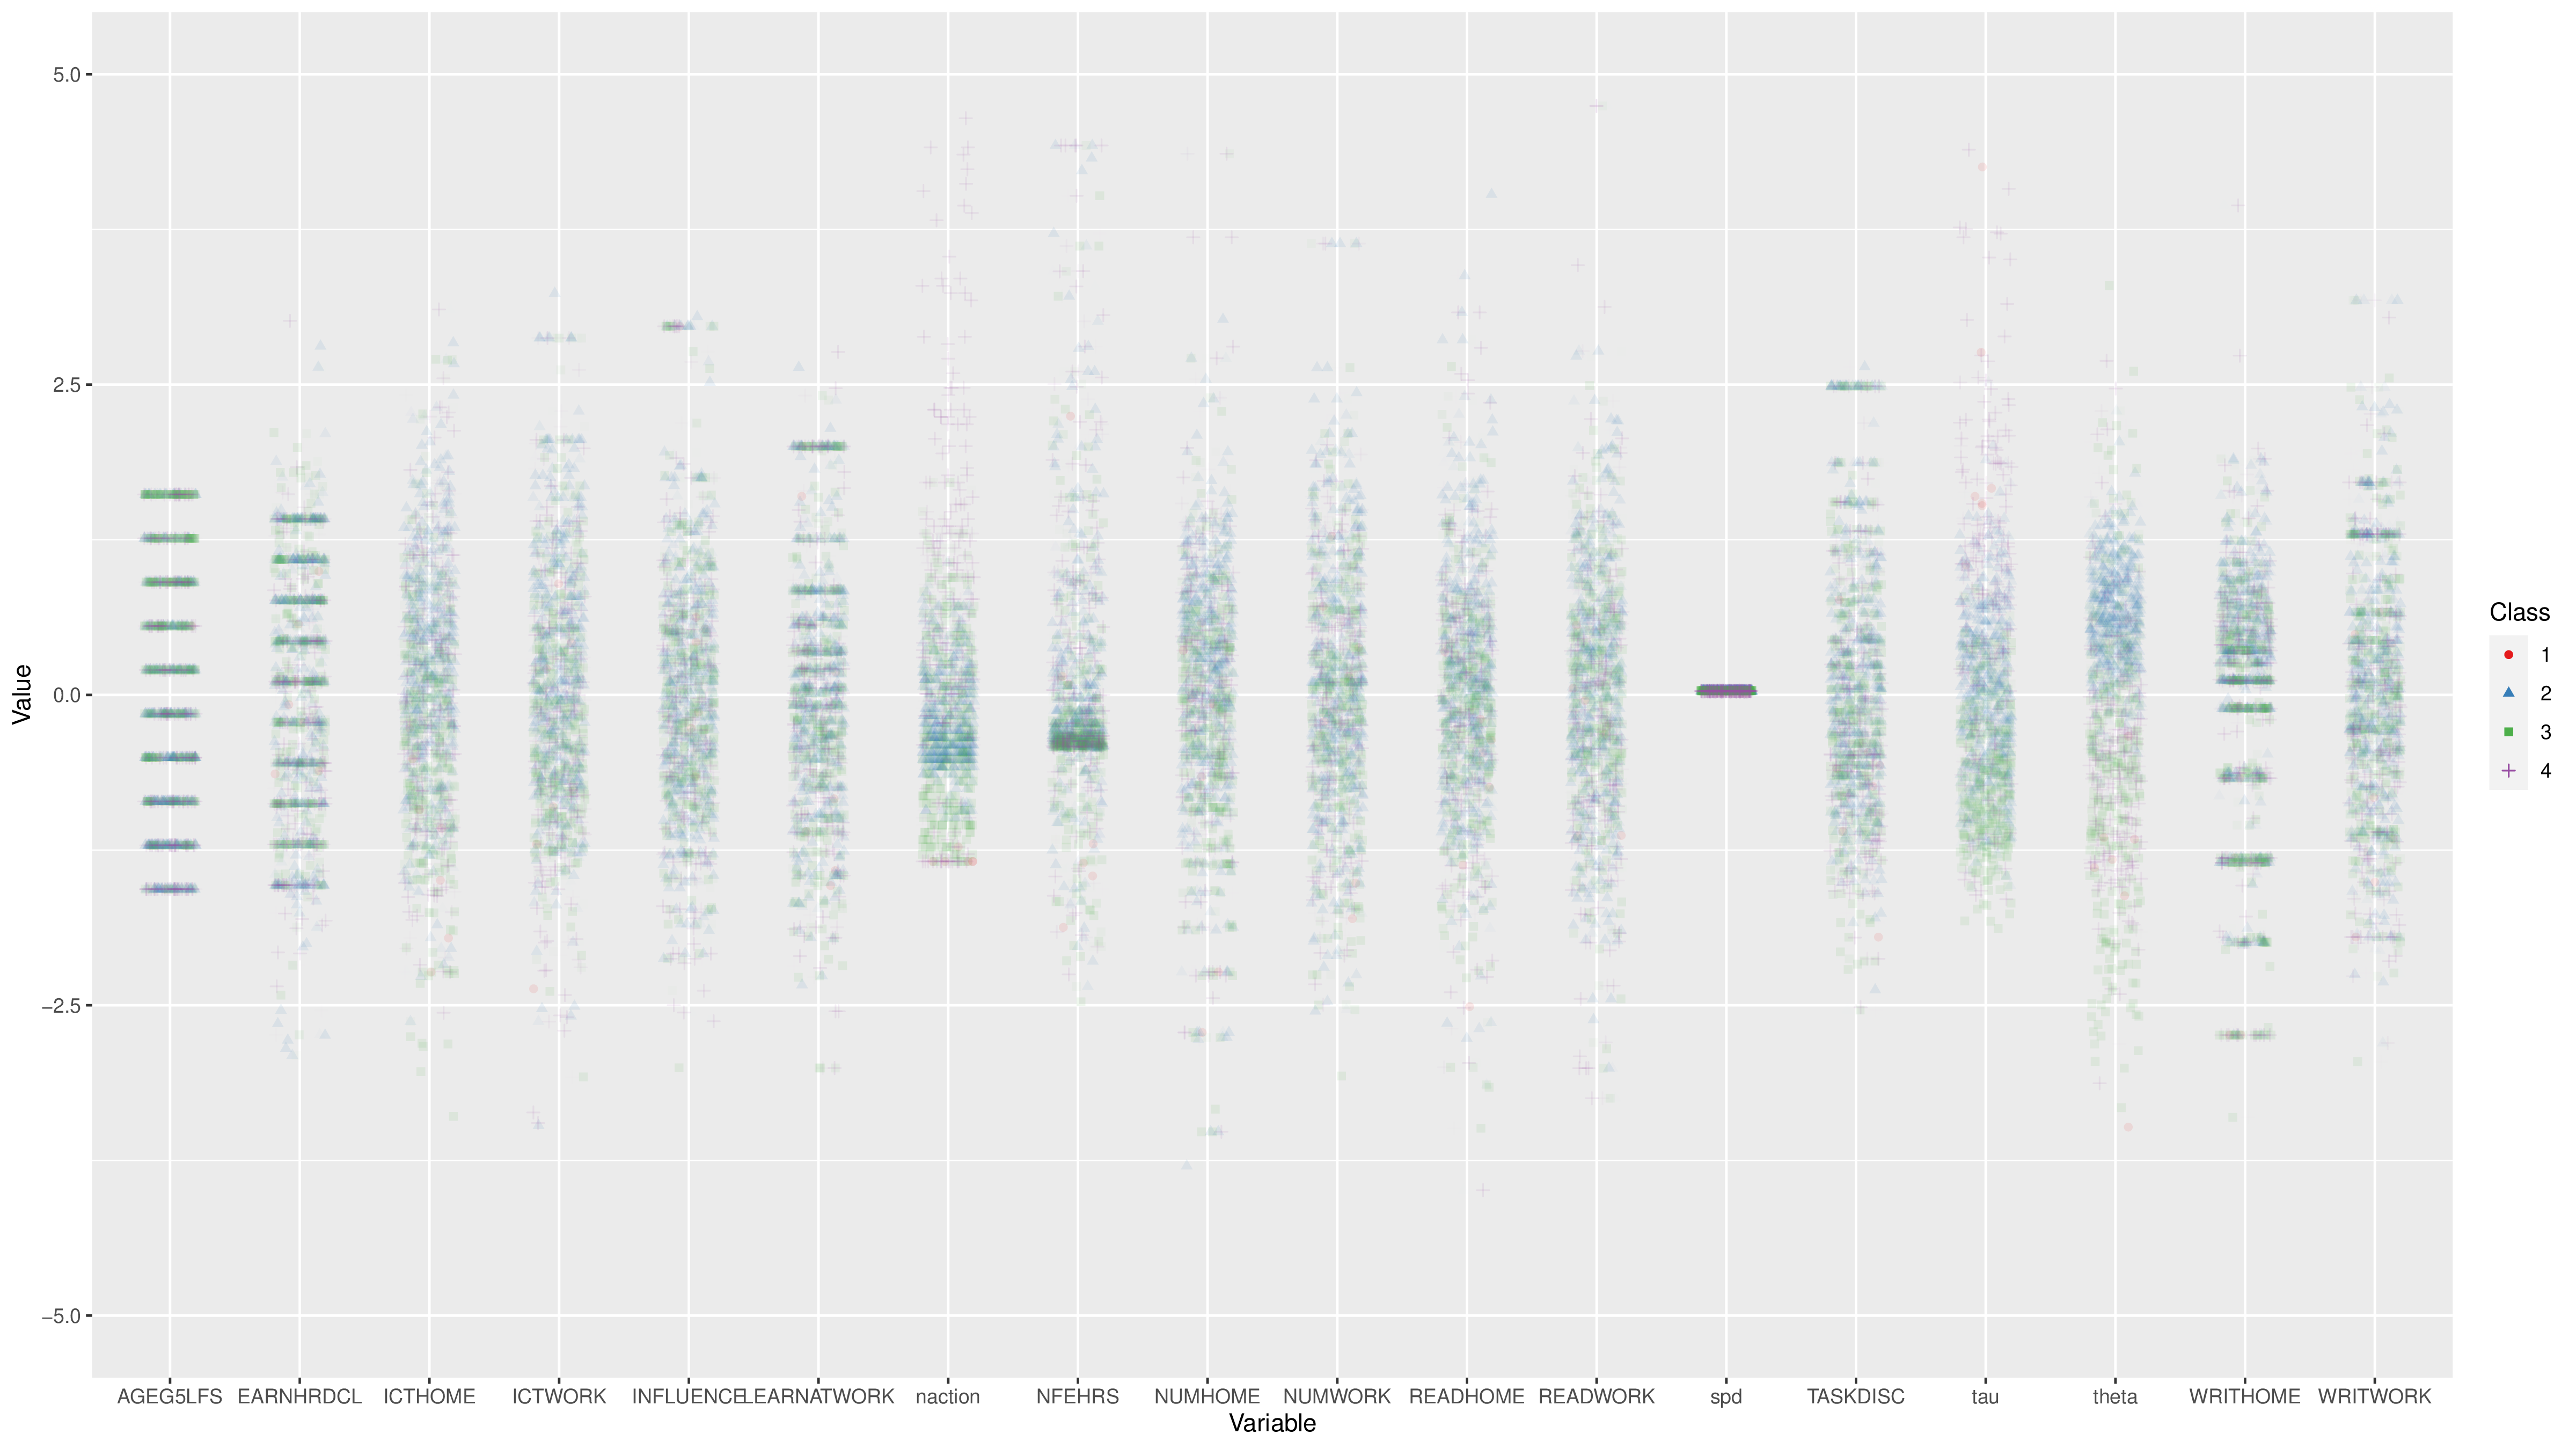 5.0
2.5
0.0
−2.5
−5.0
Value
AGEG5LFS EARNHRDCL ICTHOME ICTWORK INFLUENCE LEARNATWORK naction NFEHRS NUMHOME NUMWORK READHOME READWORK spd TASKDISC tau theta WRITHOME WRITWORK
Variable
Class
1
2
3
4